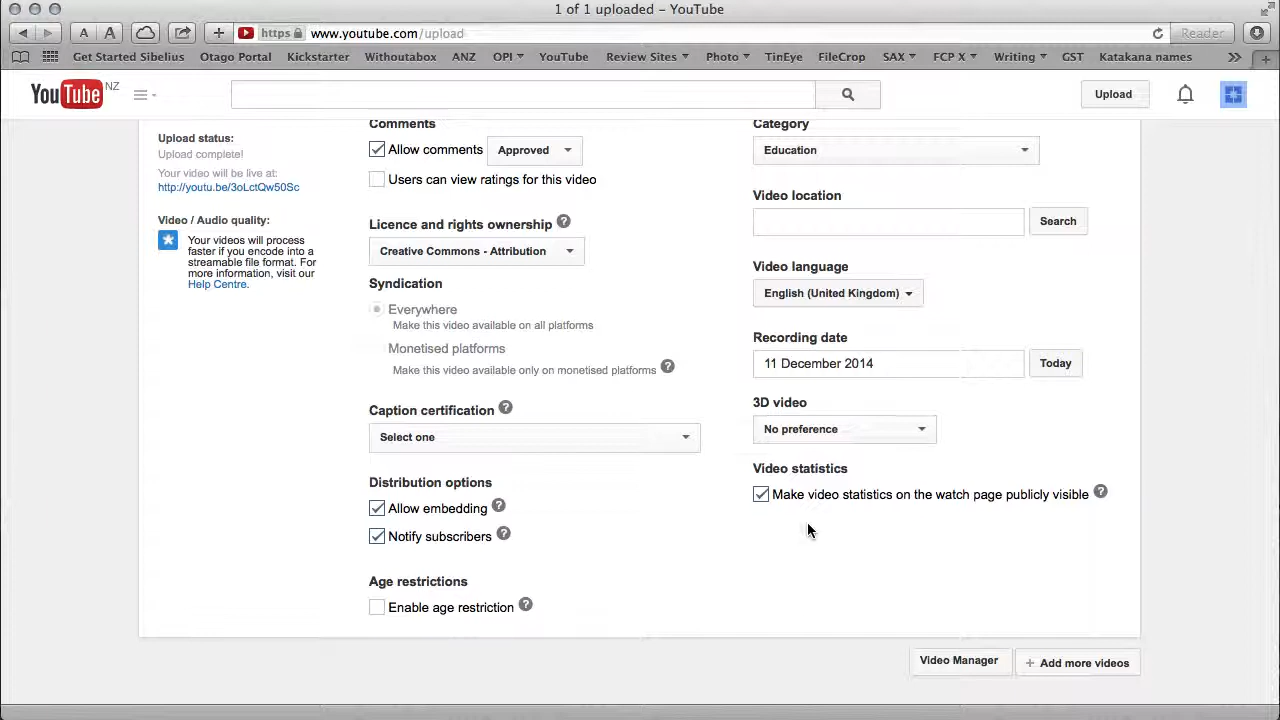 1 of 1 uploaded – YouTube
A A + https www.youtube.com/upload Reader
Get Started Sibelius Otago Portal Kickstarter Withoutabox ANZ OPI YouTube Review Sites Photo TinEye FileCrop SAX FCP X Writing GST Katakana names
YouTube NZ
Upload
Upload status:
Upload complete!
Your video will be live at:
http://youtu.be/3oLctQw50Sc
Video / Audio quality:
Your videos will process
faster if you encode into a
streamable file format. For
more information, visit our
Help Centre.
Comments
Allow comments Approved
Users can view ratings for this video
Licence and rights ownership ?
Creative Commons - Attribution
Syndication
Everywhere
Make this video available on all platforms
Monetised platforms
Make this video available only on monetised platforms ?
Caption certification ?
Select one
Distribution options
Allow embedding ?
Notify subscribers ?
Age restrictions
Enable age restriction ?
Category
Education
Video location
Search
Video language
English (United Kingdom)
Recording date
11 December 2014 Today
3D video
No preference
Video statistics
Make video statistics on the watch page publicly visible ?
Video Manager + Add more videos